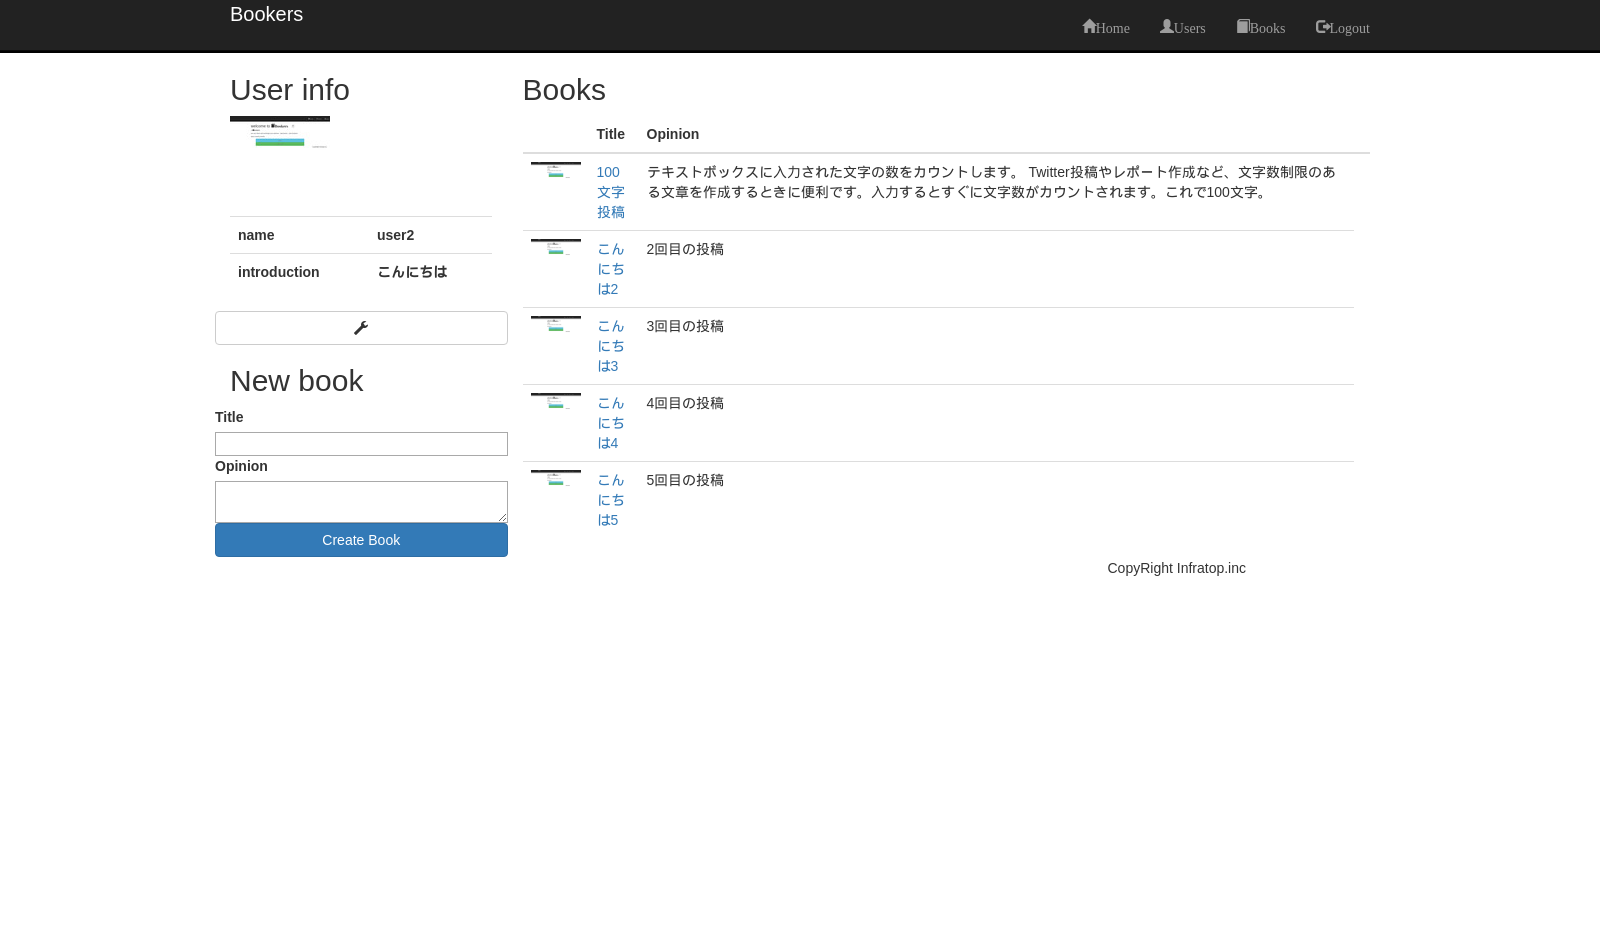 Bookers
Home Users Books Logout
User info
name user2
introduction こんにちは
New book
Title
Opinion
Create Book
Books
Title Opinion
100
文字
投稿
テキストボックスに入力された文字の数をカウントします。 Twitter投稿やレポート作成など、文字数制限のあ
る文章を作成するときに便利です。入力するとすぐに文字数がカウントされます。これで100文字。
こん
にち
は2
2回目の投稿
こん
にち
は3
3回目の投稿
こん
にち
は4
4回目の投稿
こん
にち
は5
5回目の投稿
CopyRight Infratop.inc